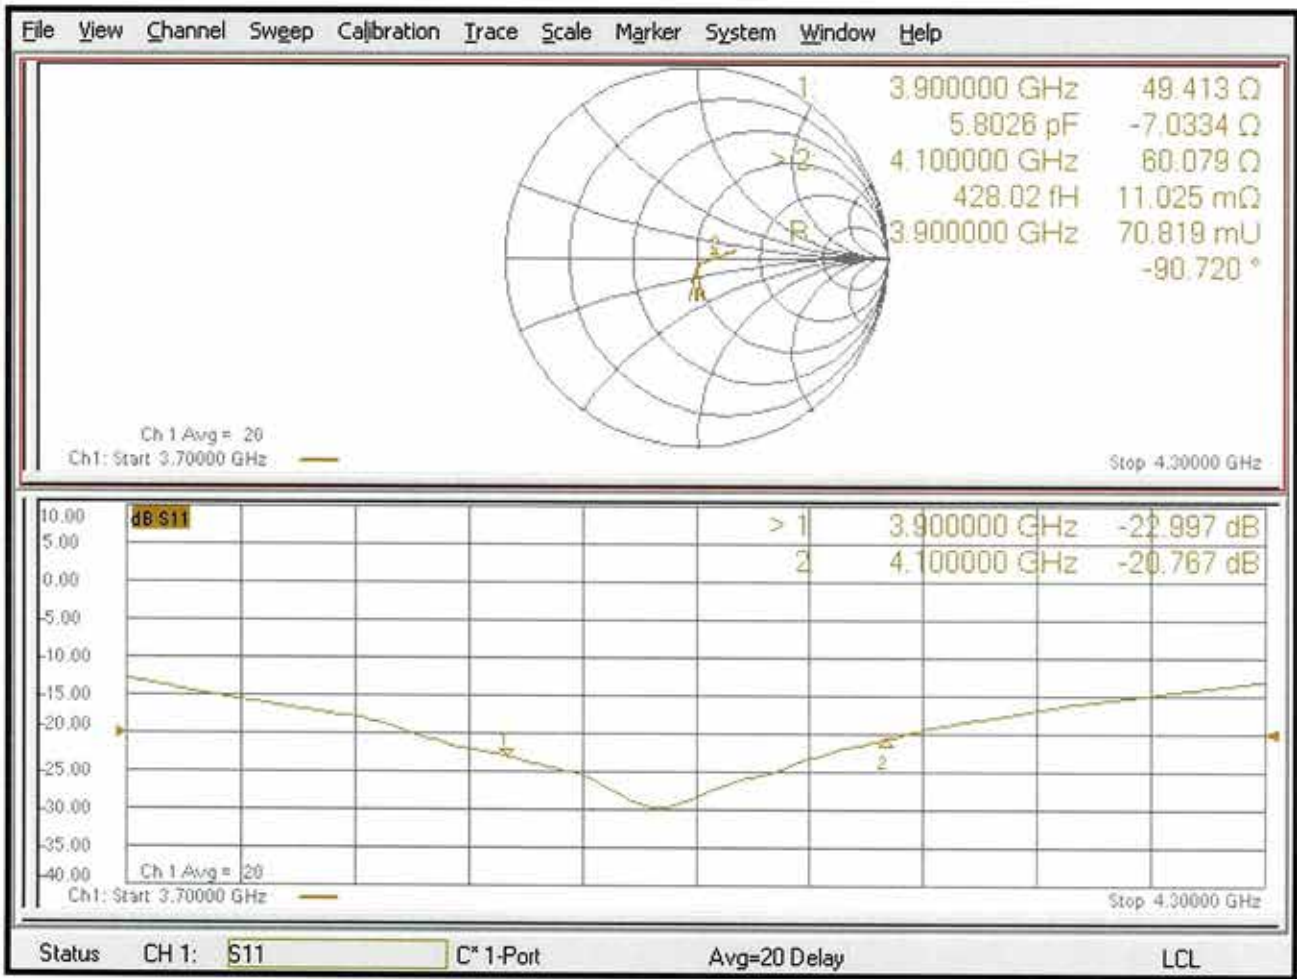 File View Channel Sweep Calibration Trace Scale Marker System Window Help
1: 3.900000 GHz 49.413 Ω
5.8026 pF -7.0334 Ω
> 2: 4.100000 GHz 60.079 Ω
428.02 fH 11.025 mΩ
R: 3.900000 GHz 70.819 mU
-90.720 °
2
Ch 1 Avg = 20
Ch1: Start 3.70000 GHz
Stop 4.30000 GHz
dB S11
> 1: 3.900000 GHz -22.997 dB
2: 4.100000 GHz -20.767 dB
10.00
5.00
0.00
-5.00
-10.00
-15.00
-20.00
-25.00
-30.00
-35.00
-40.00
1
2
Ch 1 Avg = 20
Ch1: Start 3.70000 GHz
Stop 4.30000 GHz
Status CH 1: S11 C* 1-Port Avg=20 Delay LCL